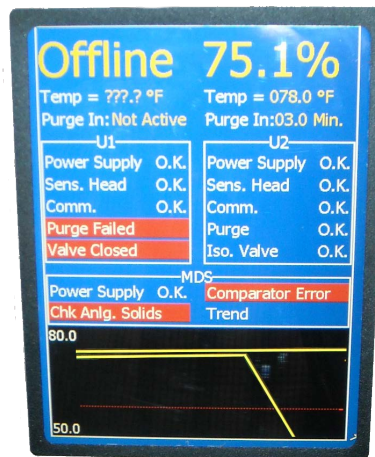 Offline 75.1%
Temp = ???.? °F Temp = 078.0 °F
Purge In: Not Active Purge In:03.0 Min.
U1 U2
Power Supply O.K. Power Supply O.K.
Sens. Head O.K. Sens. Head O.K.
Comm. O.K. Comm. O.K.
Purge Failed Purge O.K.
Valve Closed Iso. Valve O.K.
MDS
Power Supply O.K. Comparator Error
Chk Anlg. Solids Trend
80.0
50.0